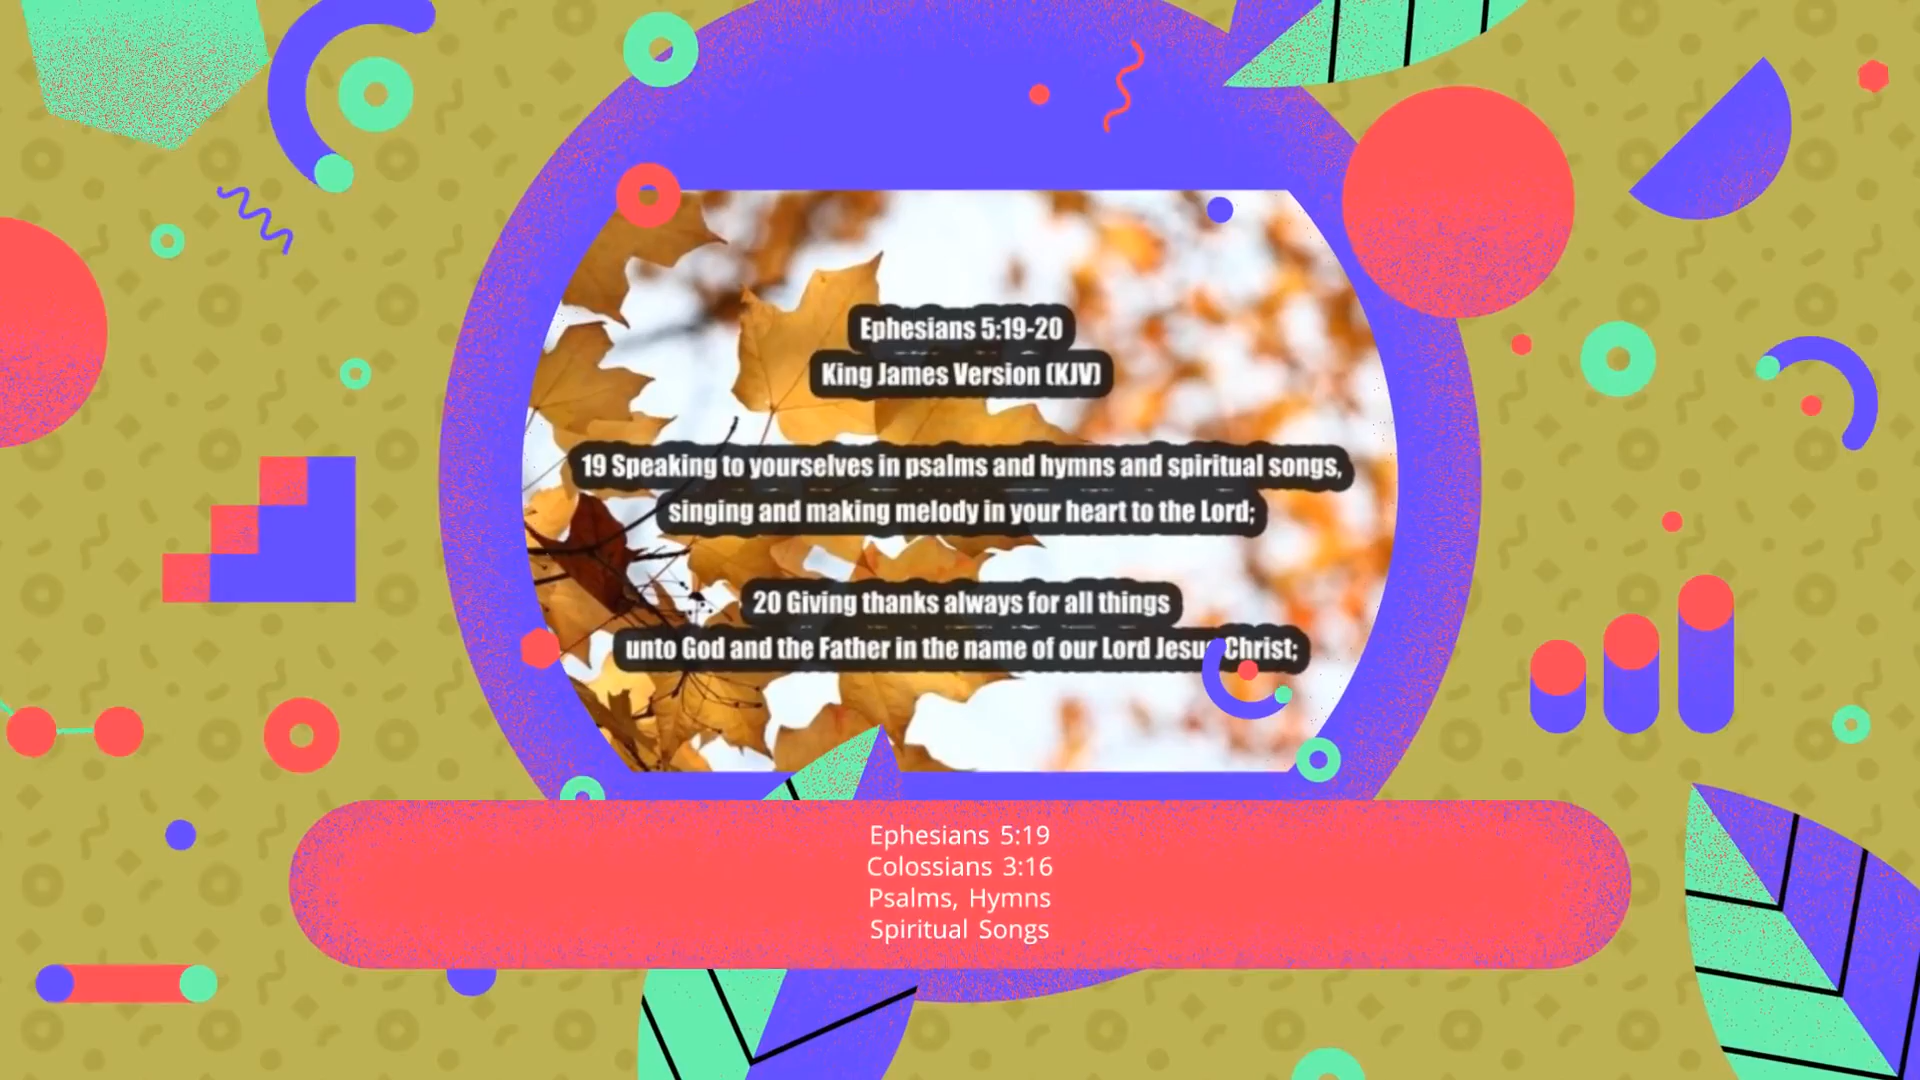 Ephesians 5:19-20
King James Version (KJV)
19 Speaking to yourselves in psalms and hymns and spiritual songs,
singing and making melody in your heart to the Lord;
20 Giving thanks always for all things
unto God and the Father in the name of our Lord Jesus Christ;
Ephesians 5:19
Colossians 3:16
Psalms, Hymns
Spiritual Songs